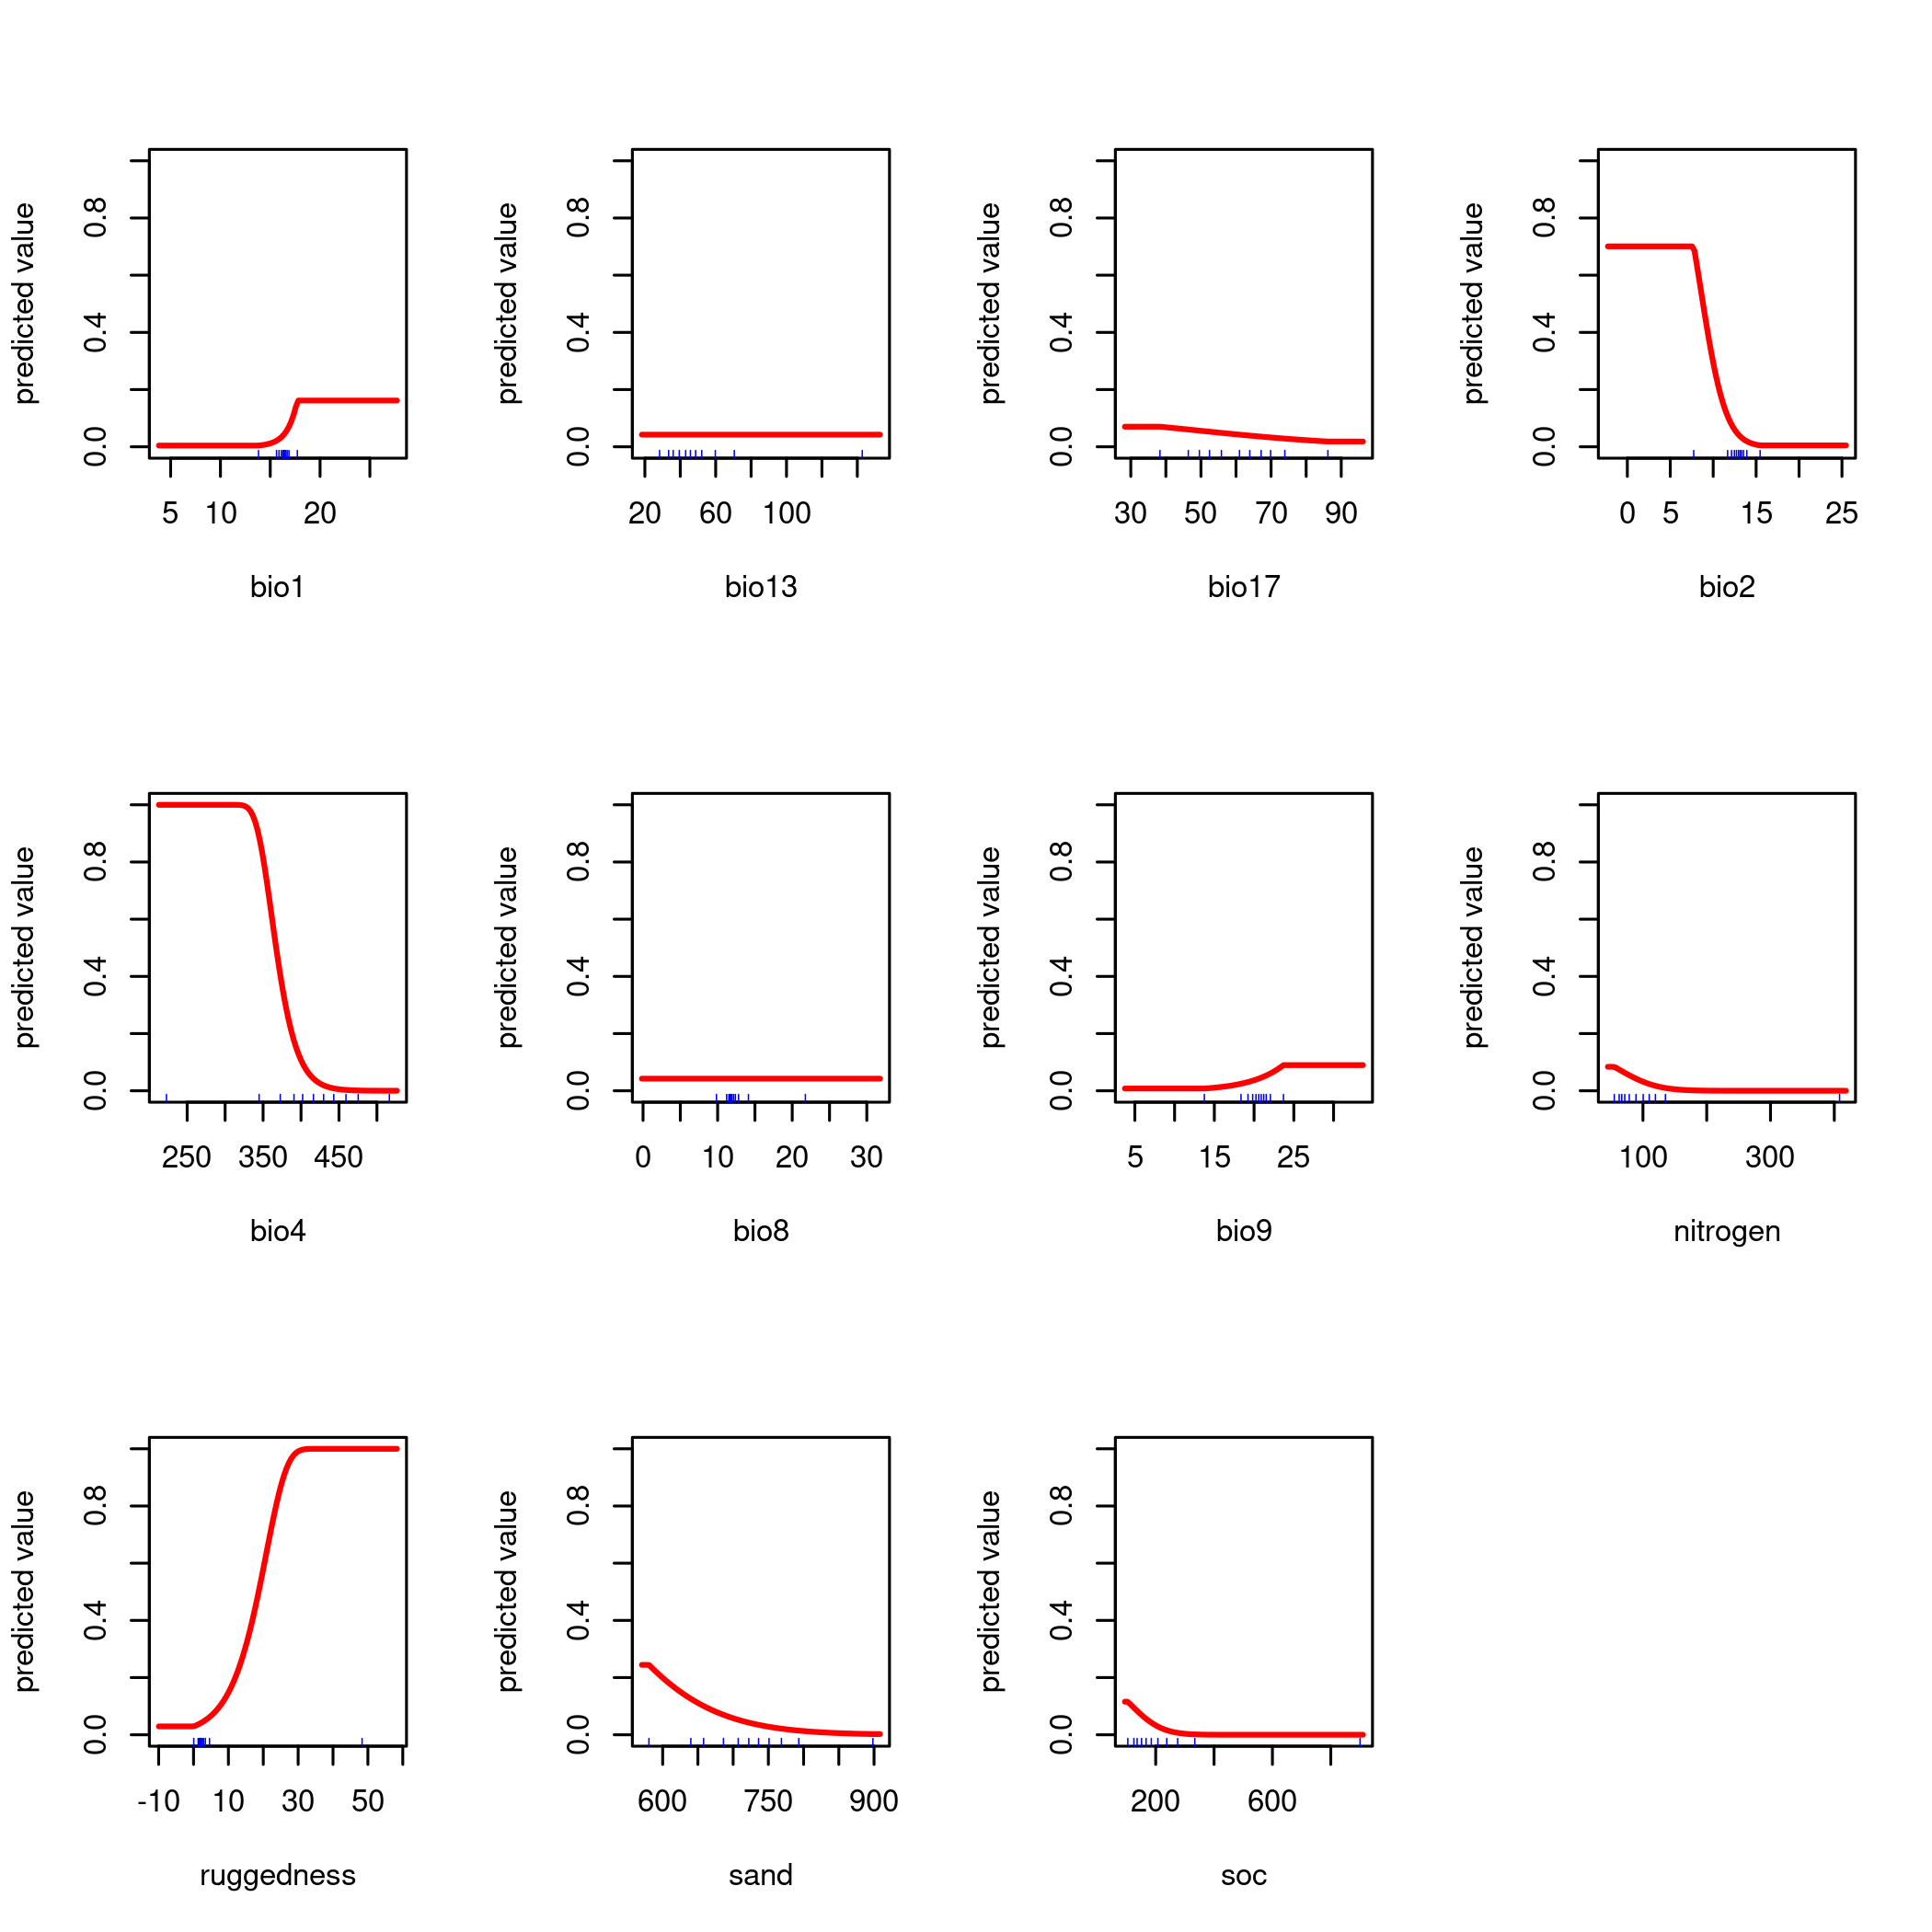 predicted value
0.0 0.4 0.8
5 10 20
bio1
predicted value
0.0 0.4 0.8
20 60 100
bio13
predicted value
0.0 0.4 0.8
30 50 70 90
bio17
predicted value
0.0 0.4 0.8
0 5 15 25
bio2
predicted value
0.0 0.4 0.8
250 350 450
bio4
predicted value
0.0 0.4 0.8
0 10 20 30
bio8
predicted value
0.0 0.4 0.8
5 15 25
bio9
predicted value
0.0 0.4 0.8
100 300
nitrogen
predicted value
0.0 0.4 0.8
-10 10 30 50
ruggedness
predicted value
0.0 0.4 0.8
600 750 900
sand
predicted value
0.0 0.4 0.8
200 600
soc